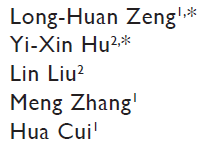 Long-Huan Zeng¹,*
Yi-Xin Hu²,*
Lin Liu²
Meng Zhang¹
Hua Cui¹